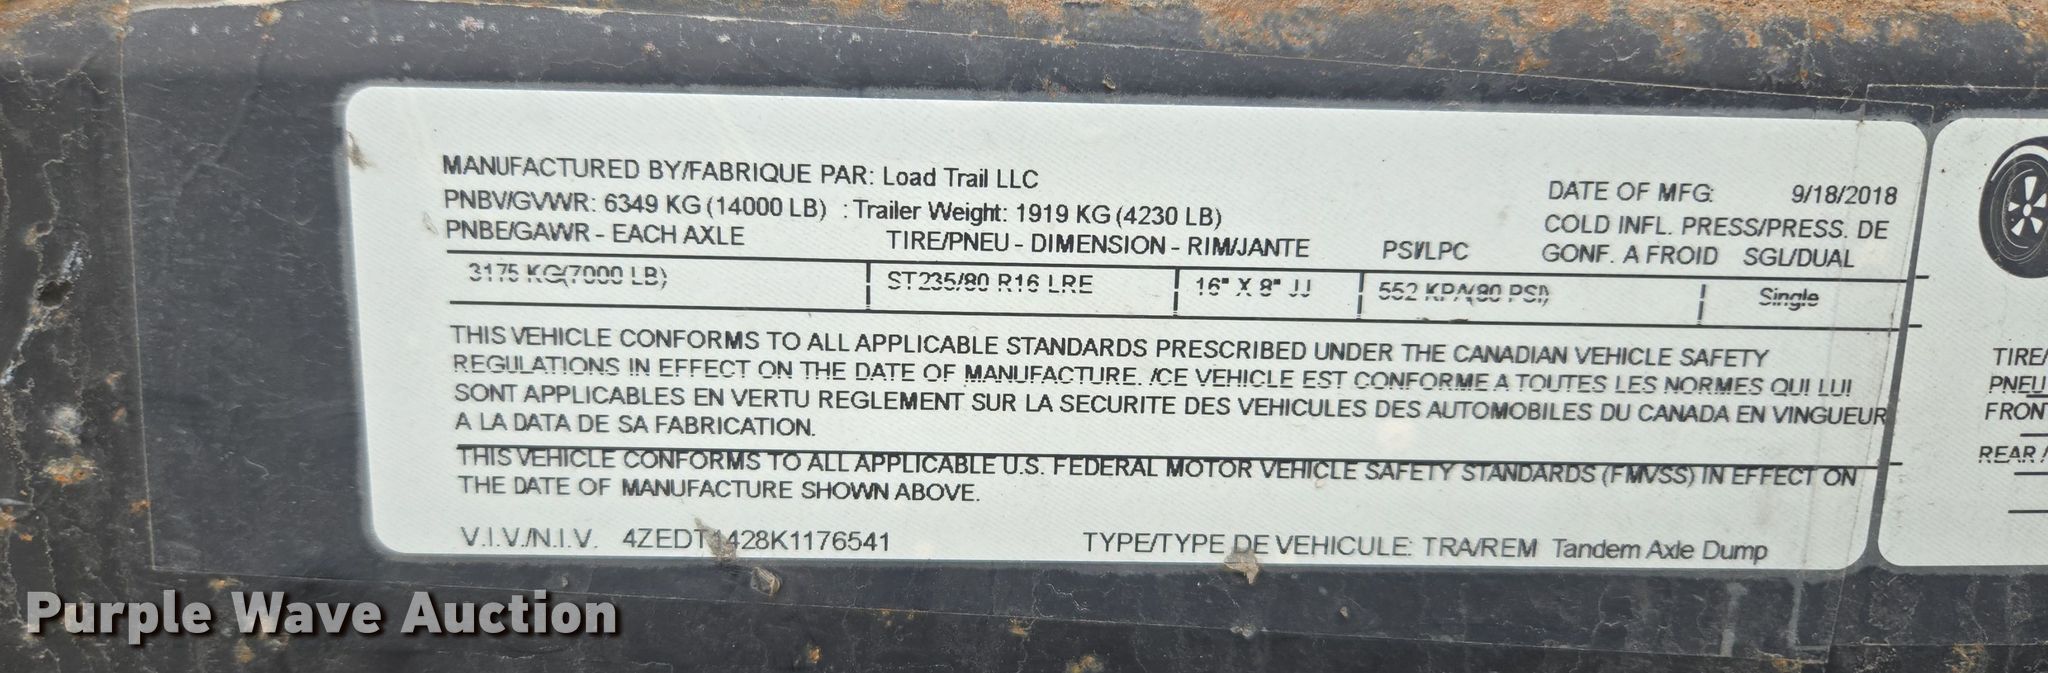 MANUFACTURED BY/FABRIQUE PAR: Load Trail LLC
PNBV/GVWR: 6349 KG (14000 LB) : Trailer Weight: 1919 KG (4230 LB)
DATE OF MFG: 9/18/2018
PNBE/GAWR - EACH AXLE TIRE/PNEU - DIMENSION - RIM/JANTE PSI/LPC
COLD INFL. PRESS/PRESS. DE
GONF. A FROID SGL/DUAL
3175 KG(7000 LB) ST235/80 R16 LRE 16" X 8" JJ 552 KPA(80 PSI) Single
THIS VEHICLE CONFORMS TO ALL APPLICABLE STANDARDS PRESCRIBED UNDER THE CANADIAN VEHICLE SAFETY
REGULATIONS IN EFFECT ON THE DATE OF MANUFACTURE. /CE VEHICLE EST CONFORME A TOUTES LES NORMES QUI LUI
SONT APPLICABLES EN VERTU REGLEMENT SUR LA SECURITE DES VEHICULES DES AUTOMOBILES DU CANADA EN VINGUEUR
A LA DATA DE SA FABRICATION.
THIS VEHICLE CONFORMS TO ALL APPLICABLE U.S. FEDERAL MOTOR VEHICLE SAFETY STANDARDS (FMVSS) IN EFFECT ON
THE DATE OF MANUFACTURE SHOWN ABOVE.
V.I.V./N.I.V. 4ZEDT1428K1176541 TYPE/TYPE DE VEHICULE: TRA/REM Tandem Axle Dump
TIRE/
PNEU
FRONT
REAR /
Purple Wave Auction